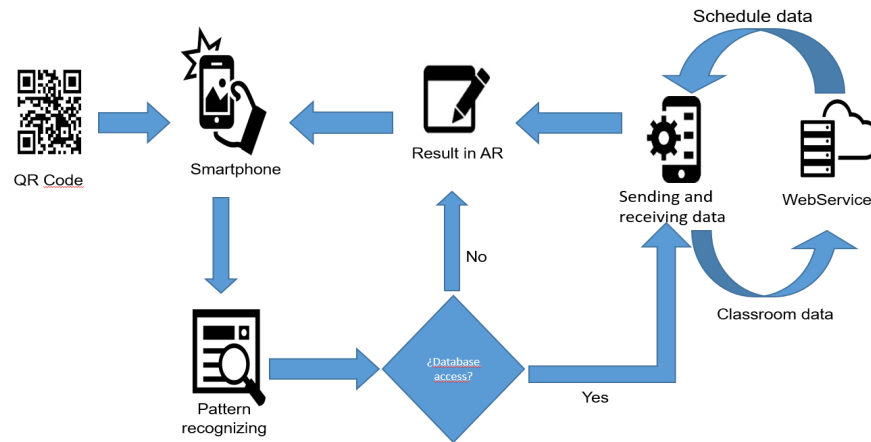 Schedule data
QR Code
Smartphone
Result in AR
Sending and
receiving data
WebService
No
Classroom data
¿Database
access?
Yes
Pattern
recognizing